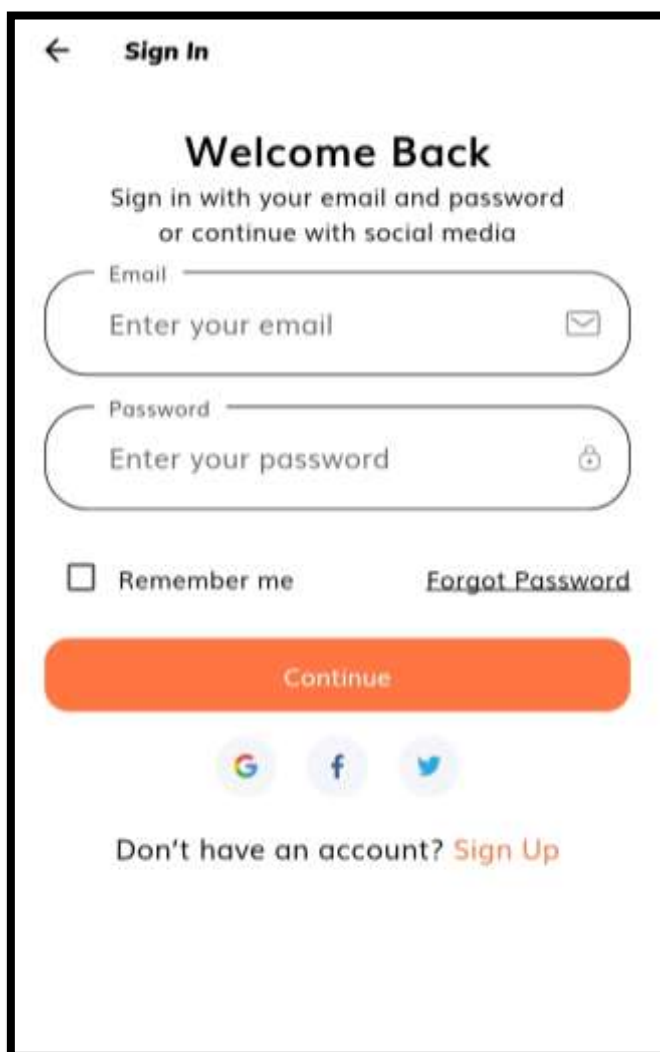 Sign In
Welcome Back
Sign in with your email and password
or continue with social media
Email
Enter your email
Password
Enter your password
Remember me Forgot Password
Continue
G f
Don't have an account? Sign Up